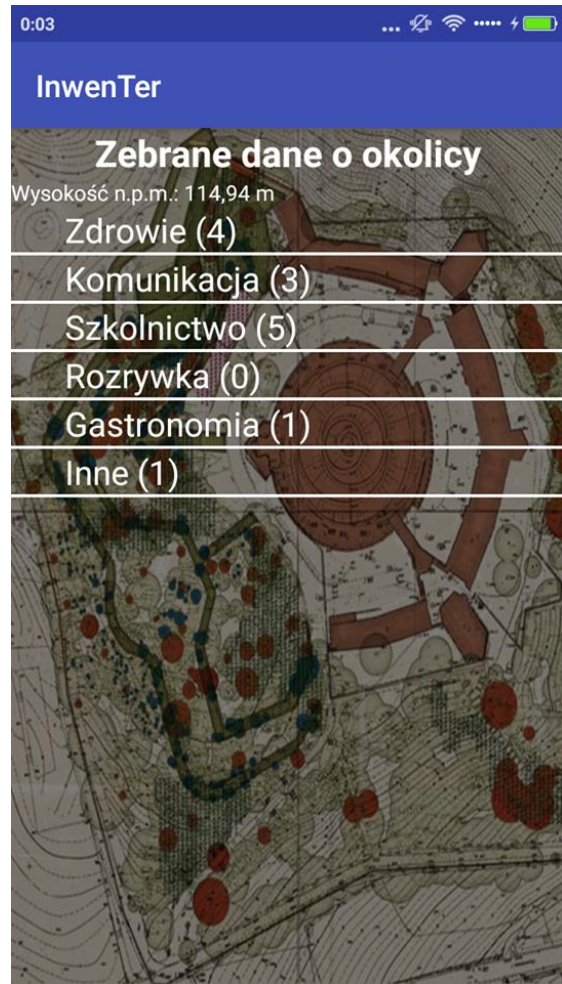 0:03
InwenTer
Zebrane dane o okolicy
Wysokość n.p.m.: 114,94 m
Zdrowie (4)
Komunikacja (3)
Szkolnictwo (5)
Rozrywka (0)
Gastronomia (1)
Inne (1)